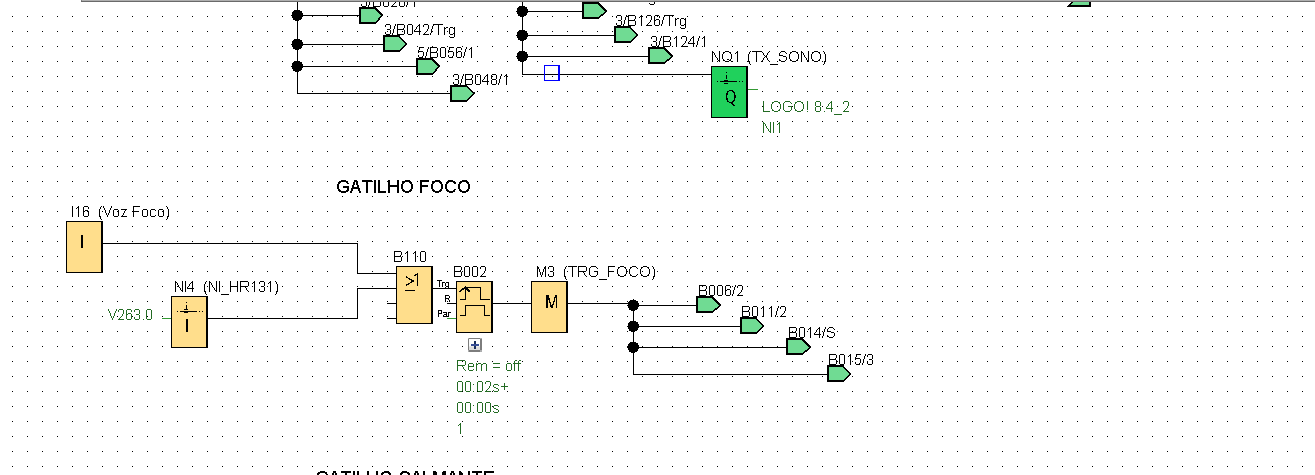 3/B042/Trg
5/B056/1
3/B048/1
3/B126/Trg
3/B124/1
NQ1 (TX_SONO)
Q
LOGO! 8.4_2
NI1
GATILHO FOCO
I16 (Voz Foco)
I
NI4 (NI_HR131)
V263.0
I
B110
≥1
B002
Trg
R
Par
M3 (TRG_FOCO)
M
B006/2
B011/2
B014/S
B015/3
Rem = off
00:02s+
00:00s
1
GATILHO CALMANTE